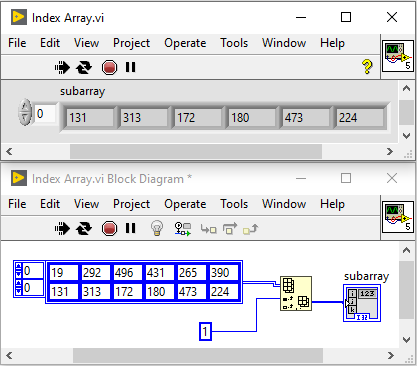 Index Array.vi
File Edit View Project Operate Tools Window Help
5
subarray
0 131 313 172 180 473 224
Index Array.vi Block Diagram *
File Edit View Project Operate Tools Window Help
5
0 19 292 496 431 265 390
0 131 313 172 180 473 224
subarray
123
I32
1